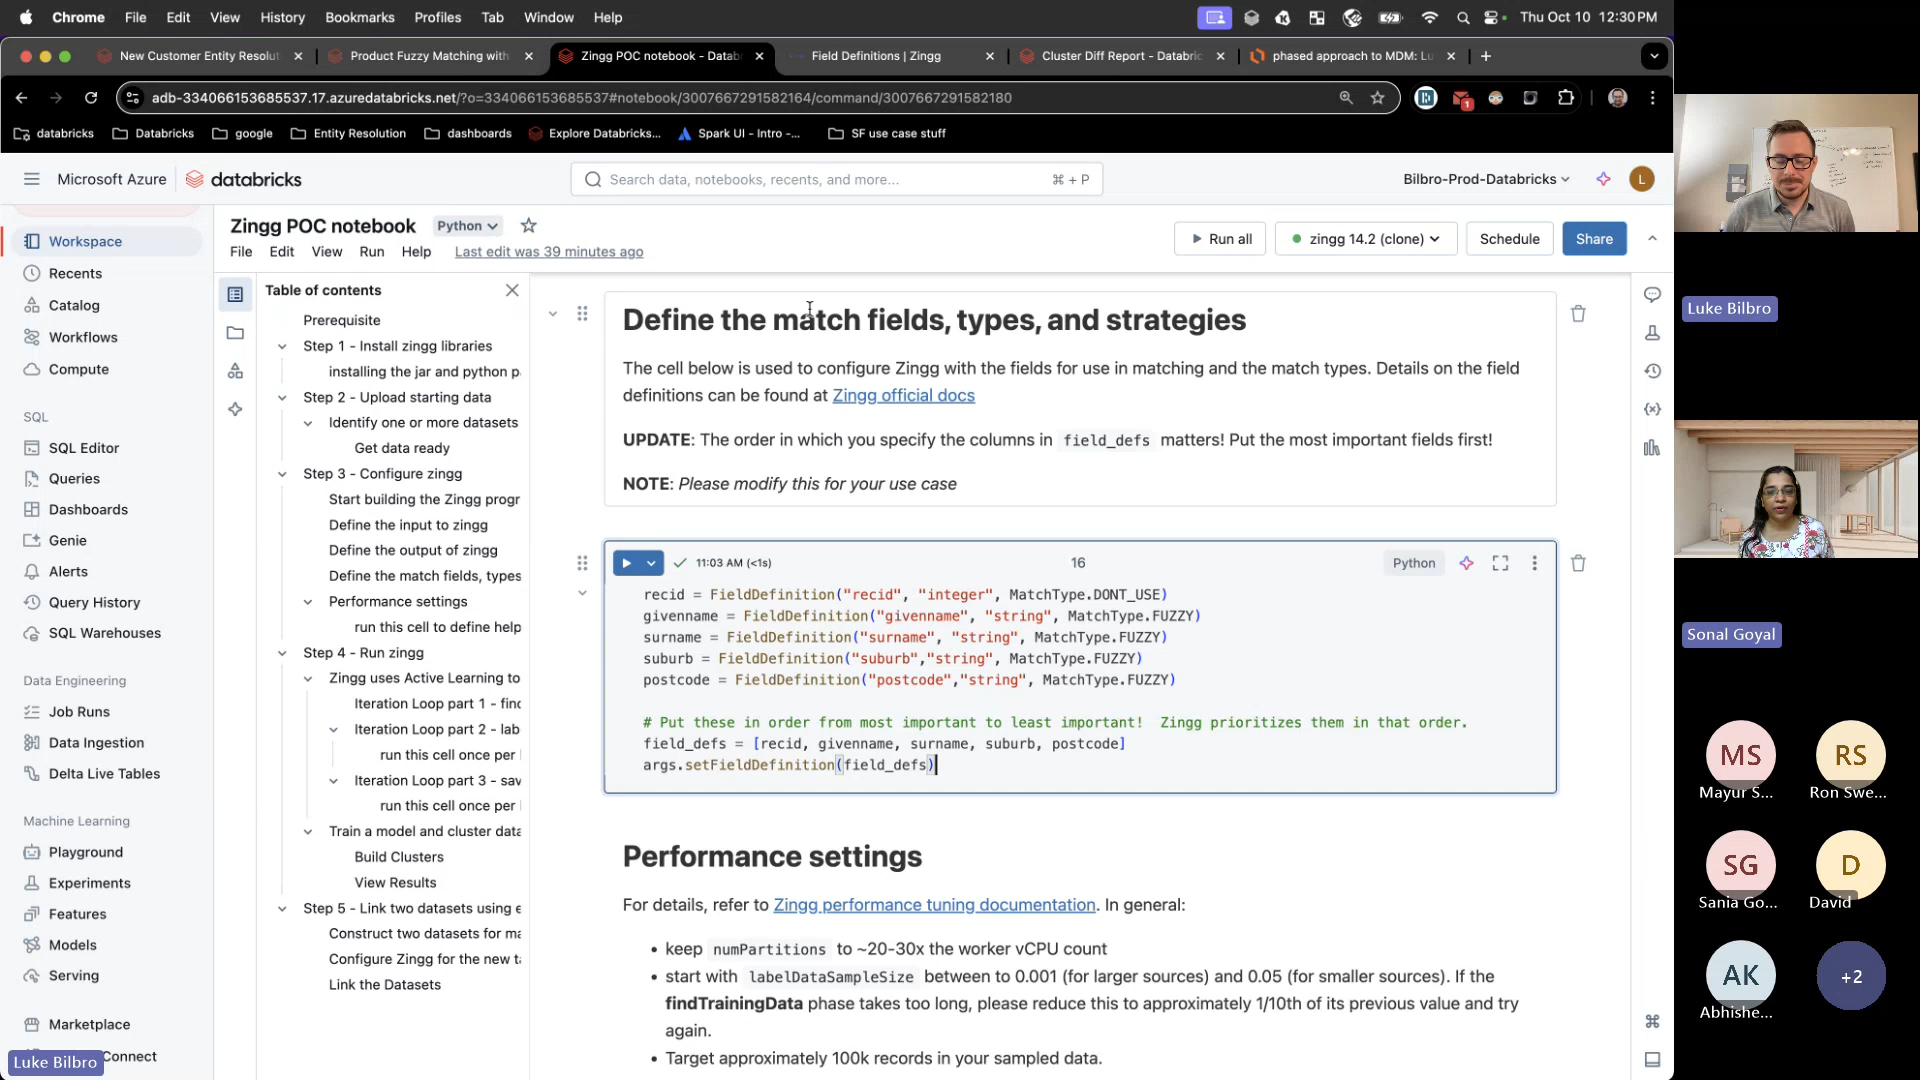 Chrome File Edit View History Bookmarks Profiles Tab Window Help
Thu Oct 10 12:30 PM
New Customer Entity Resolut
Product Fuzzy Matching with
Zingg POC notebook - Datab
Field Definitions | Zingg
Cluster Diff Report - Databric
phased approach to MDM: Lu
adb-334066153685537.17.azuredatabricks.net/?o=334066153685537#notebook/3007667291582164/command/3007667291582180
1
databricks Databricks google Entity Resolution dashboards Explore Databricks... Spark UI - Intro -... SF use case stuff
Microsoft Azure databricks
Search data, notebooks, recents, and more... ⌘ + P
Bilbro-Prod-Databricks
L
Workspace
Recents
Catalog
Workflows
Compute
SQL
SQL Editor
Queries
Dashboards
Genie
Alerts
Query History
SQL Warehouses
Data Engineering
Job Runs
Data Ingestion
Delta Live Tables
Machine Learning
Playground
Experiments
Features
Models
Serving
Marketplace
Connect
Luke Bilbro
Zingg POC notebook Python
File Edit View Run Help Last edit was 39 minutes ago
Run all zingg 14.2 (clone) Schedule Share
Table of contents
Prerequisite
Step 1 - Install zingg libraries
installing the jar and python p
Step 2 - Upload starting data
Identify one or more datasets
Get data ready
Step 3 - Configure zingg
Start building the Zingg progr
Define the input to zingg
Define the output of zingg
Define the match fields, types
Performance settings
run this cell to define help
Step 4 - Run zingg
Zingg uses Active Learning to
Iteration Loop part 1 - find
Iteration Loop part 2 - lab
run this cell once per
Iteration Loop part 3 - sav
run this cell once per
Train a model and cluster data
Build Clusters
View Results
Step 5 - Link two datasets using e
Construct two datasets for ma
Configure Zingg for the new ta
Link the Datasets
Define the match fields, types, and strategies
The cell below is used to configure Zingg with the fields for use in matching and the match types. Details on the field
definitions can be found at Zingg official docs
UPDATE: The order in which you specify the columns in field_defs matters! Put the most important fields first!
NOTE: Please modify this for your use case
11:03 AM (<1s) 16 Python
recid = FieldDefinition("recid", "integer", MatchType.DONT_USE)
givenname = FieldDefinition("givenname", "string", MatchType.FUZZY)
surname = FieldDefinition("surname", "string", MatchType.FUZZY)
suburb = FieldDefinition("suburb","string", MatchType.FUZZY)
postcode = FieldDefinition("postcode","string", MatchType.FUZZY)
# Put these in order from most important to least important!  Zingg prioritizes them in that order.
field_defs = [recid, givenname, surname, suburb, postcode]
args.setFieldDefinition(field_defs)
Performance settings
For details, refer to Zingg performance tuning documentation. In general:
• keep numPartitions to ~20-30x the worker vCPU count
• start with labelDataSampleSize between to 0.001 (for larger sources) and 0.05 (for smaller sources). If the
findTrainingData phase takes too long, please reduce this to approximately 1/10th of its previous value and try
again.
• Target approximately 100k records in your sampled data.
Luke Bilbro
Sonal Goyal
MS RS
Mayur S... Ron Swe...
SG D
Sania Go... David
AK +2
Abhishe...